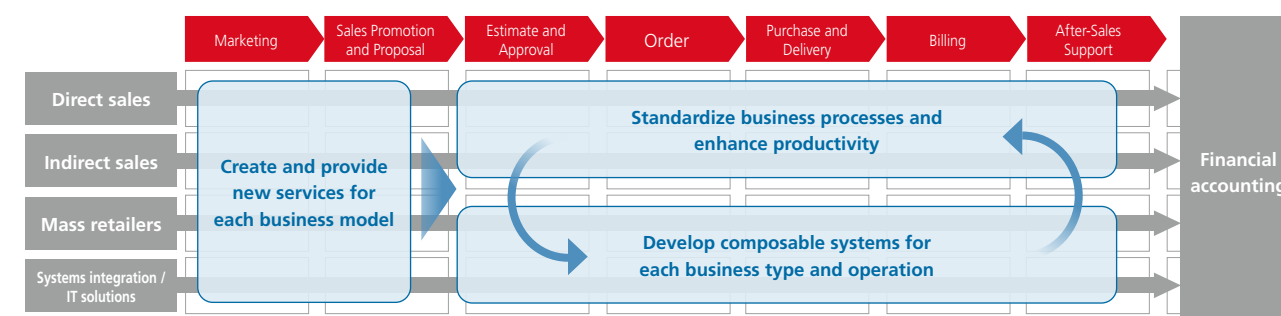 Marketing
Sales Promotion
and Proposal
Estimate and
Approval
Order
Purchase and
Delivery
Billing
After-Sales
Support
Direct sales
Indirect sales
Mass retailers
Systems integration /
IT solutions
Create and provide
new services for
each business model
Standardize business processes and
enhance productivity
Develop composable systems for
each business type and operation
Financial
accounting